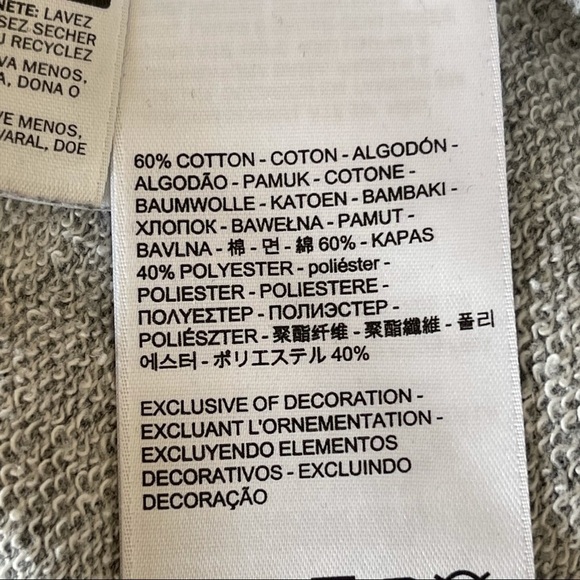 NETE: LAVEZ
SEZ SECHER
U RECYCLEZ
VA MENOS,
A, DONA O
VE MENOS,
VARAL, DOE
60% COTTON - COTON - ALGODÓN -
ALGODÃO - PAMUK - COTONE -
BAUMWOLLE - KATOEN - BAMBAKI -
ХЛОПОК - BAWEŁNA - PAMUT -
BAVLNA - 棉 - 면 - 綿 60% - KAPAS
40% POLYESTER - poliéster -
POLIESTER - POLIESTERE -
ΠΟΛΥΕΣΤΕΡ - ПОЛИЭСТЕР -
POLIÉSZTER - 聚酯纤维 - 聚酯纖維 - 폴리
에스터 - ポリエステル 40%
EXCLUSIVE OF DECORATION -
EXCLUANT L'ORNEMENTATION -
EXCLUYENDO ELEMENTOS
DECORATIVOS - EXCLUINDO
DECORAÇÃO